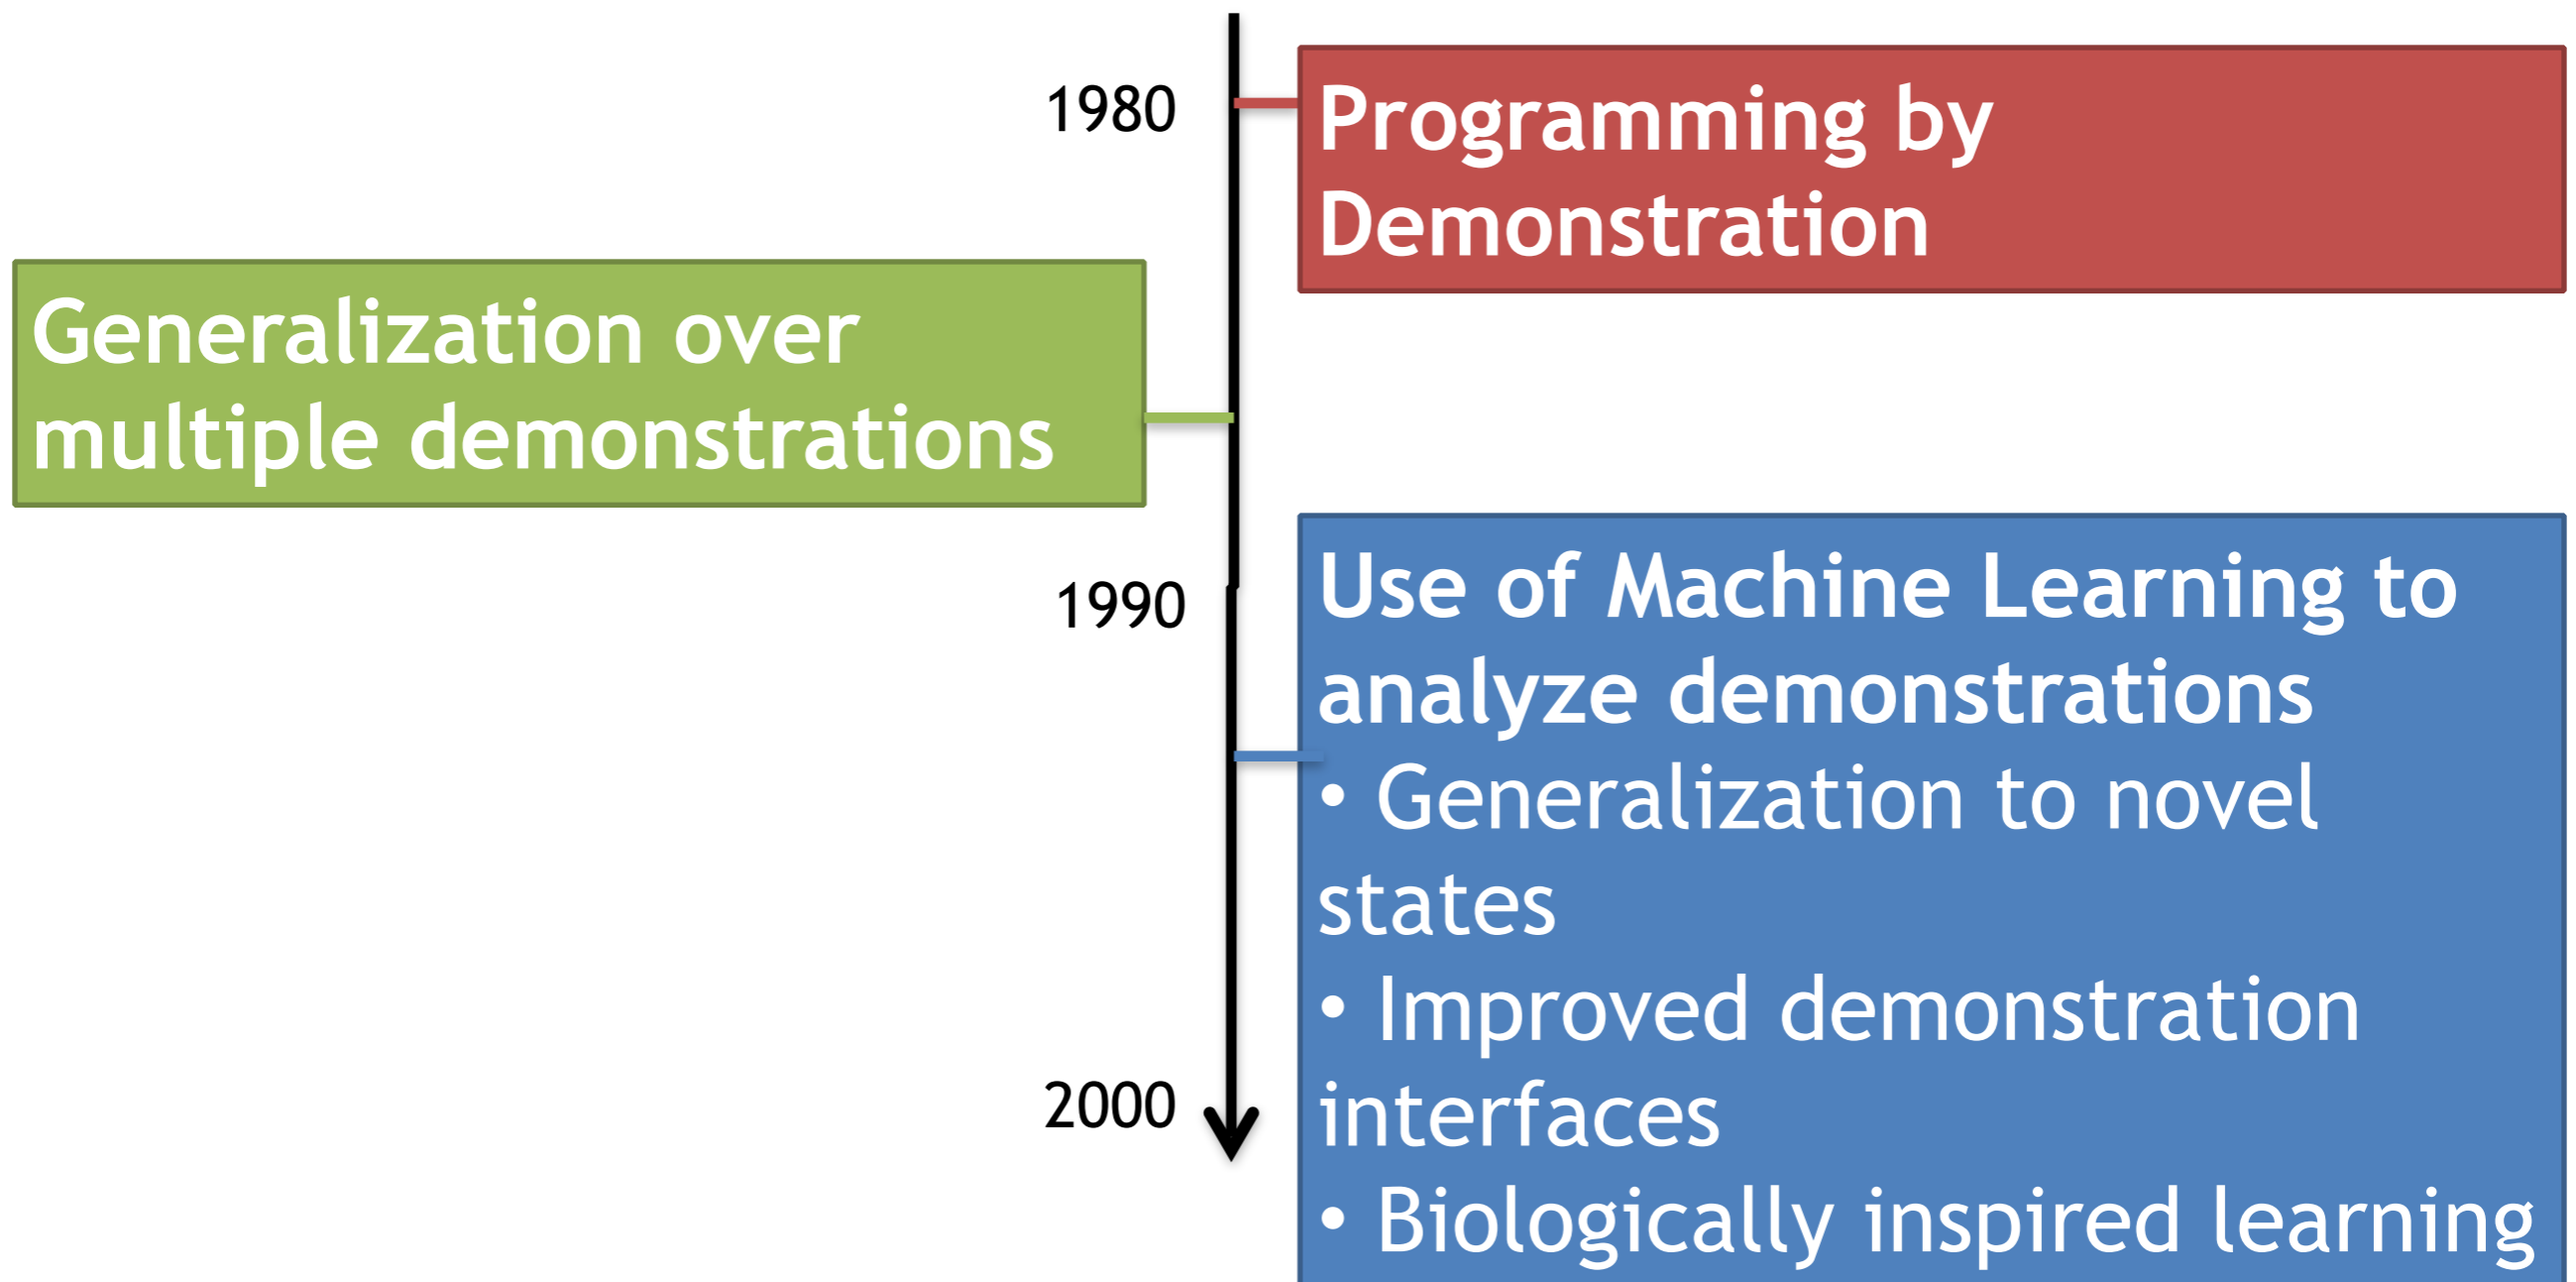 1980
Programming by
Demonstration
Generalization over
multiple demonstrations
1990
Use of Machine Learning to
analyze demonstrations
• Generalization to novel
states
• Improved demonstration
interfaces
• Biologically inspired learning
2000